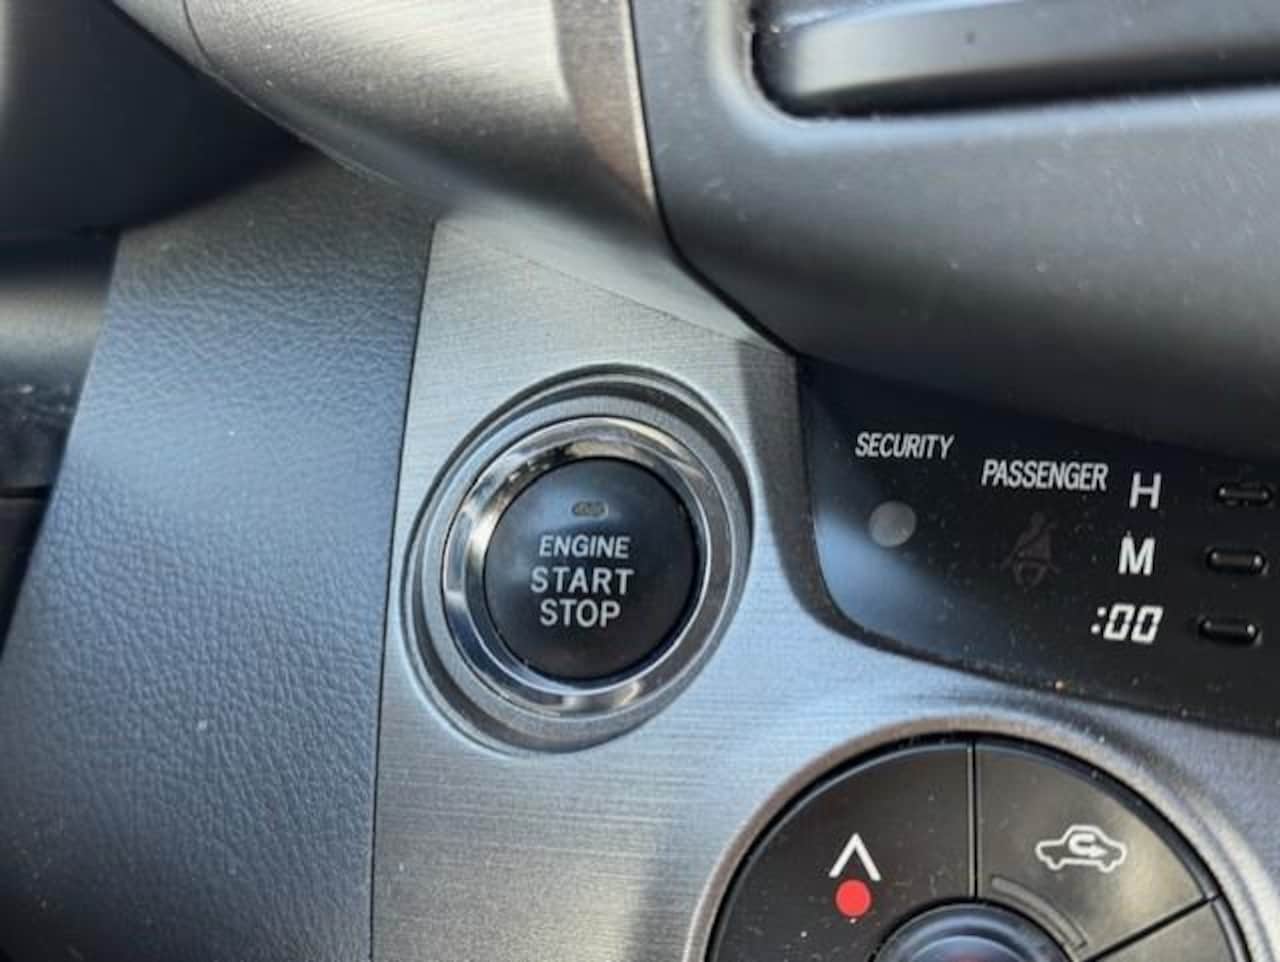 ENGINE
START
STOP
SECURITY
PASSENGER
H
M
:00